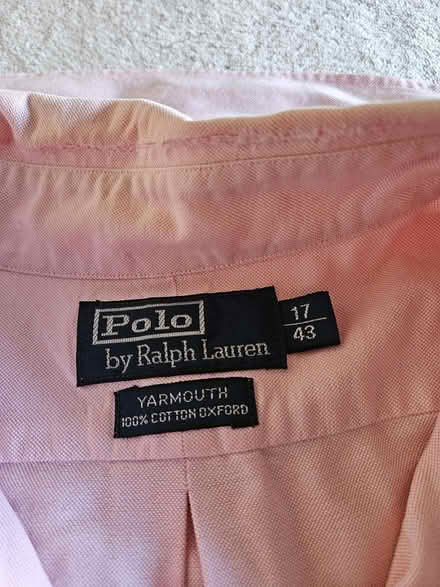 Polo
by Ralph Lauren
17
43
YARMOUTH
100% COTTON OXFORD